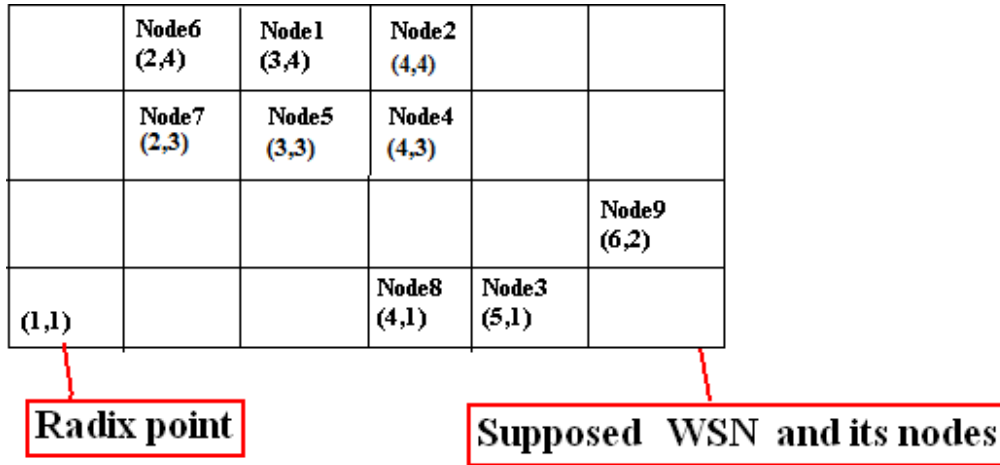 Node6 Node1 Node2
(2,4) (3,4) (4,4)
Node7 Node5 Node4
(2,3) (3,3) (4,3)
Node9
(6,2)
Node8 Node3
(1,1) (4,1) (5,1)
Radix point
Supposed WSN and its nodes